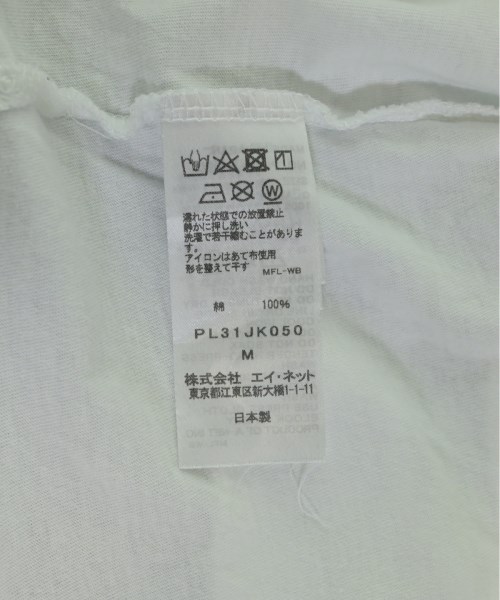 濡れた状態での放置禁止
静かに押し洗い
洗濯で若干縮むことがありま
す。
アイロンはあて布使用
形を整えて干す MFL-WB
綿 100%
PL31JK050
M
株式会社 エイ・ネット
東京都江東区新大橋1-1-11
日本製